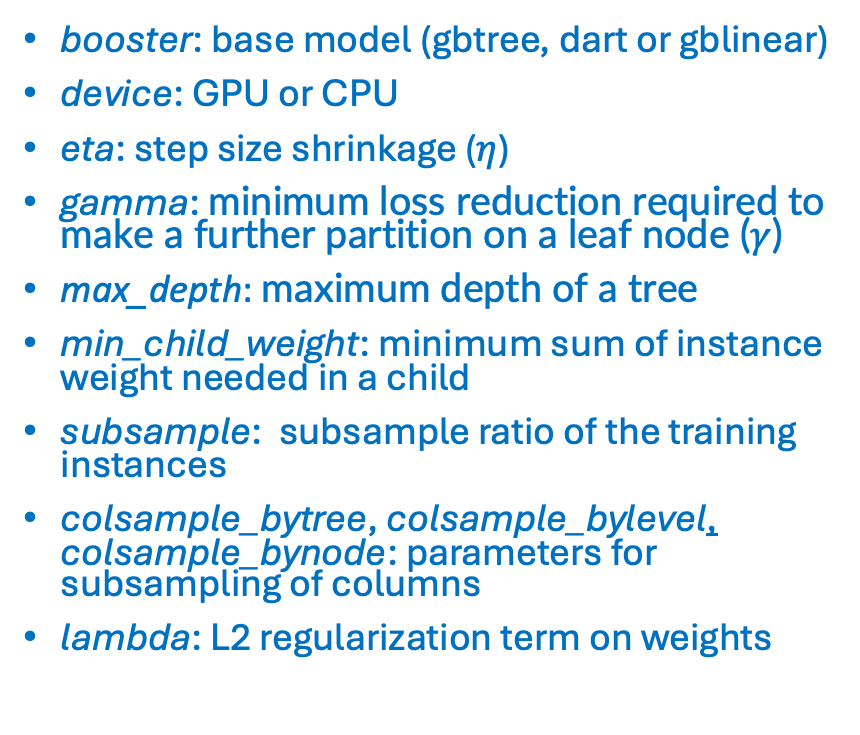 • booster: base model (gbtree, dart or gblinear)
• device: GPU or CPU
• eta: step size shrinkage (η)
• gamma: minimum loss reduction required to
make a further partition on a leaf node (γ)
• max_depth: maximum depth of a tree
• min_child_weight: minimum sum of instance
weight needed in a child
• subsample:  subsample ratio of the training
instances
• colsample_bytree, colsample_bylevel,
colsample_bynode: parameters for
subsampling of columns
• lambda: L2 regularization term on weights